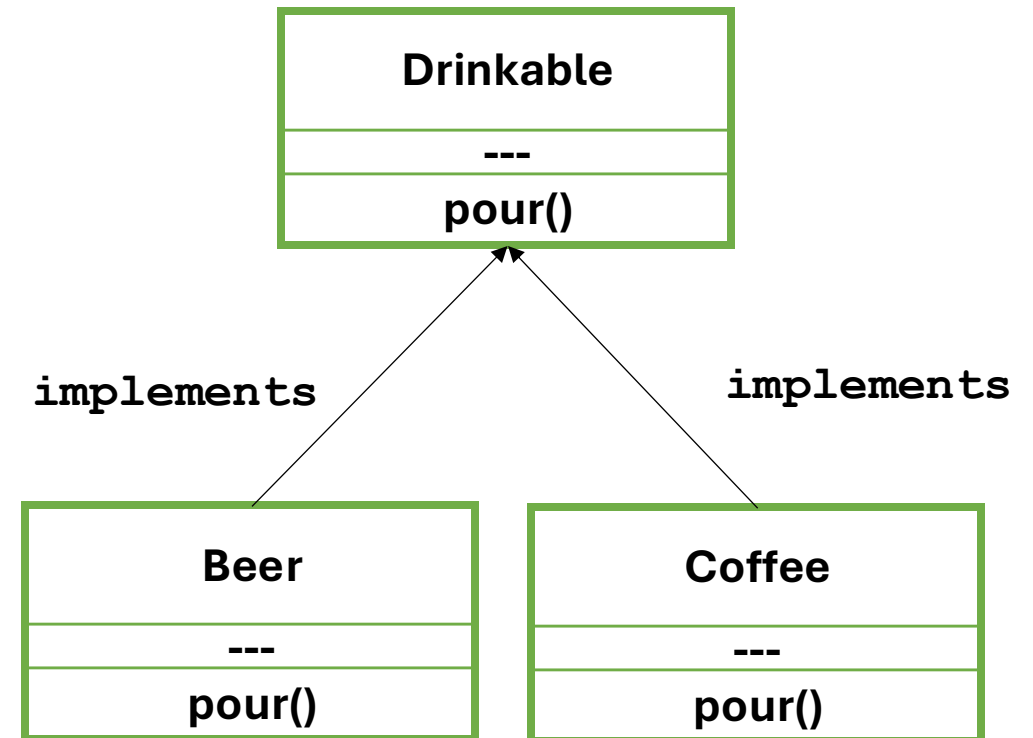 Drinkable
---
pour()
implements
implements
Beer
---
pour()
Coffee
---
pour()